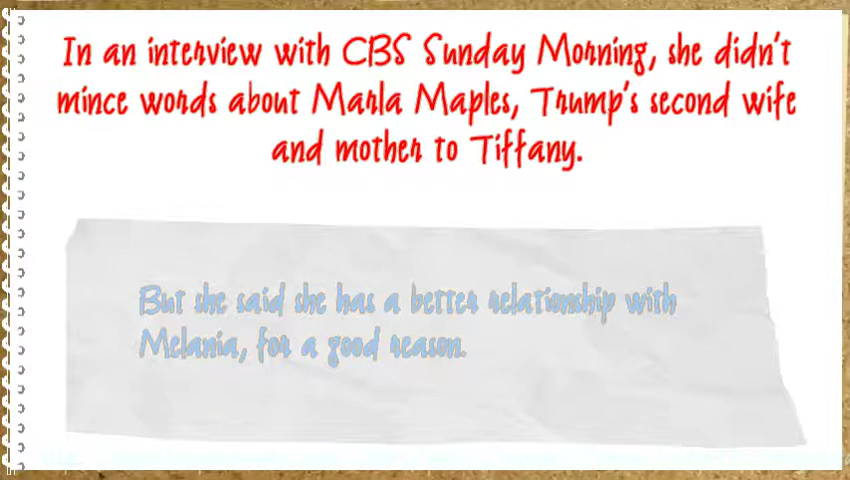 In an interview with CBS Sunday Morning, she didn't
mince words about Marla Maples, Trump's second wife
and mother to Tiffany.
But she said she has a better relationship with
Melania, for a good reason.